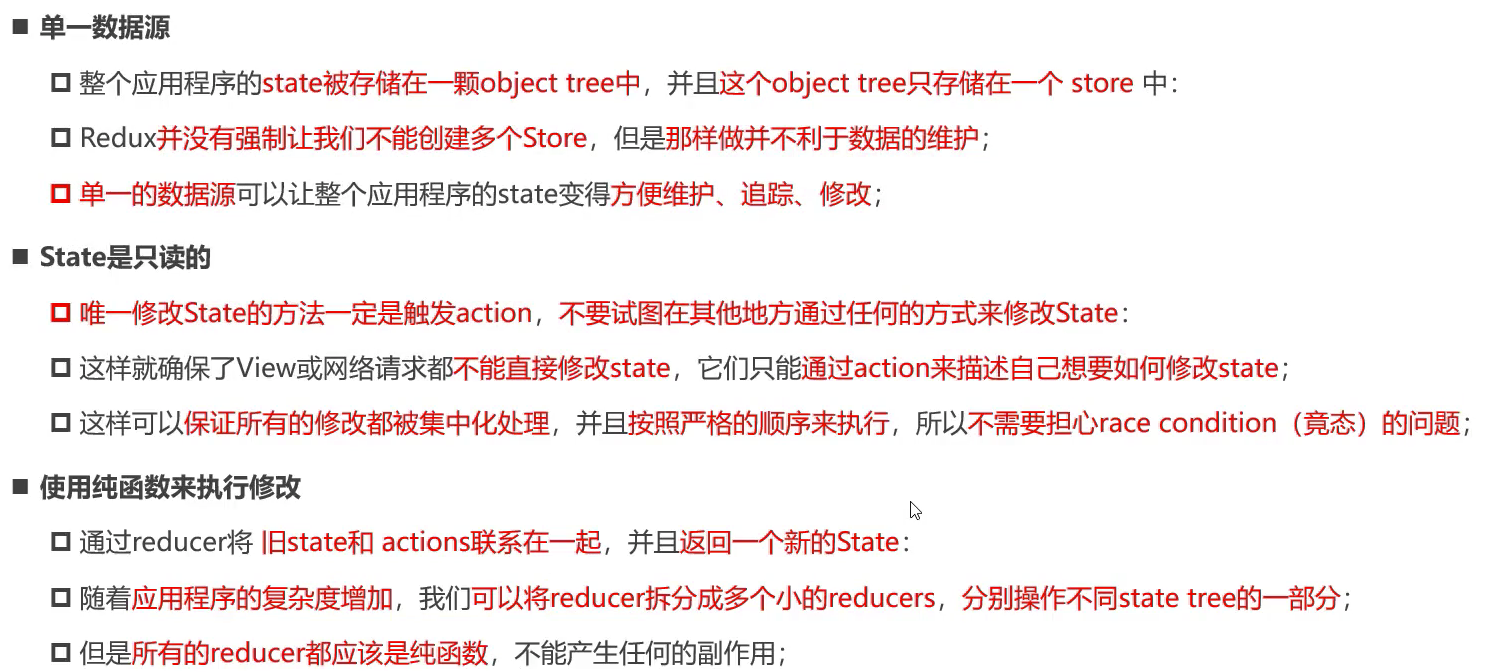 单一数据源
整个应用程序的state被存储在一颗object tree中，并且这个object tree只存储在一个 store 中：
Redux并没有强制让我们不能创建多个Store，但是那样做并不利于数据的维护；
单一的数据源可以让整个应用程序的state变得方便维护、追踪、修改；
State是只读的
唯一修改State的方法一定是触发action，不要试图在其他地方通过任何的方式来修改State：
这样就确保了View或网络请求都不能直接修改state，它们只能通过action来描述自己想要如何修改state；
这样可以保证所有的修改都被集中化处理，并且按照严格的顺序来执行，所以不需要担心race condition（竟态）的问题；
使用纯函数来执行修改
通过reducer将 旧state和 actions联系在一起，并且返回一个新的State：
随着应用程序的复杂度增加，我们可以将reducer拆分成多个小的reducers，分别操作不同state tree的一部分；
但是所有的reducer都应该是纯函数，不能产生任何的副作用；